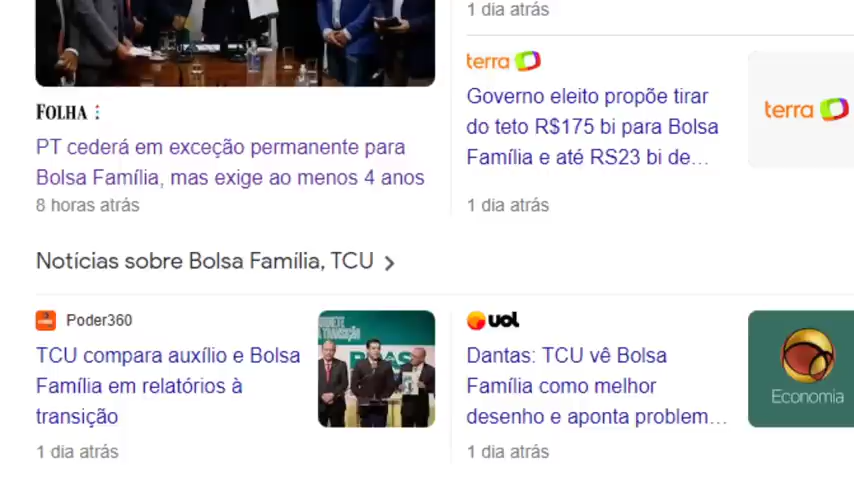 1 dia atrás
FOLHA
PT cederá em exceção permanente para
Bolsa Família, mas exige ao menos 4 anos
8 horas atrás
terra
Governo eleito propõe tirar
do teto R$175 bi para Bolsa
Família e até RS23 bi de...
terra
1 dia atrás
Notícias sobre Bolsa Família, TCU >
Poder360
TCU compara auxílio e Bolsa
Família em relatórios à
transição
1 dia atrás
UOL
Dantas: TCU vê Bolsa
Família como melhor
desenho e aponta problem...
Economia
1 dia atrás